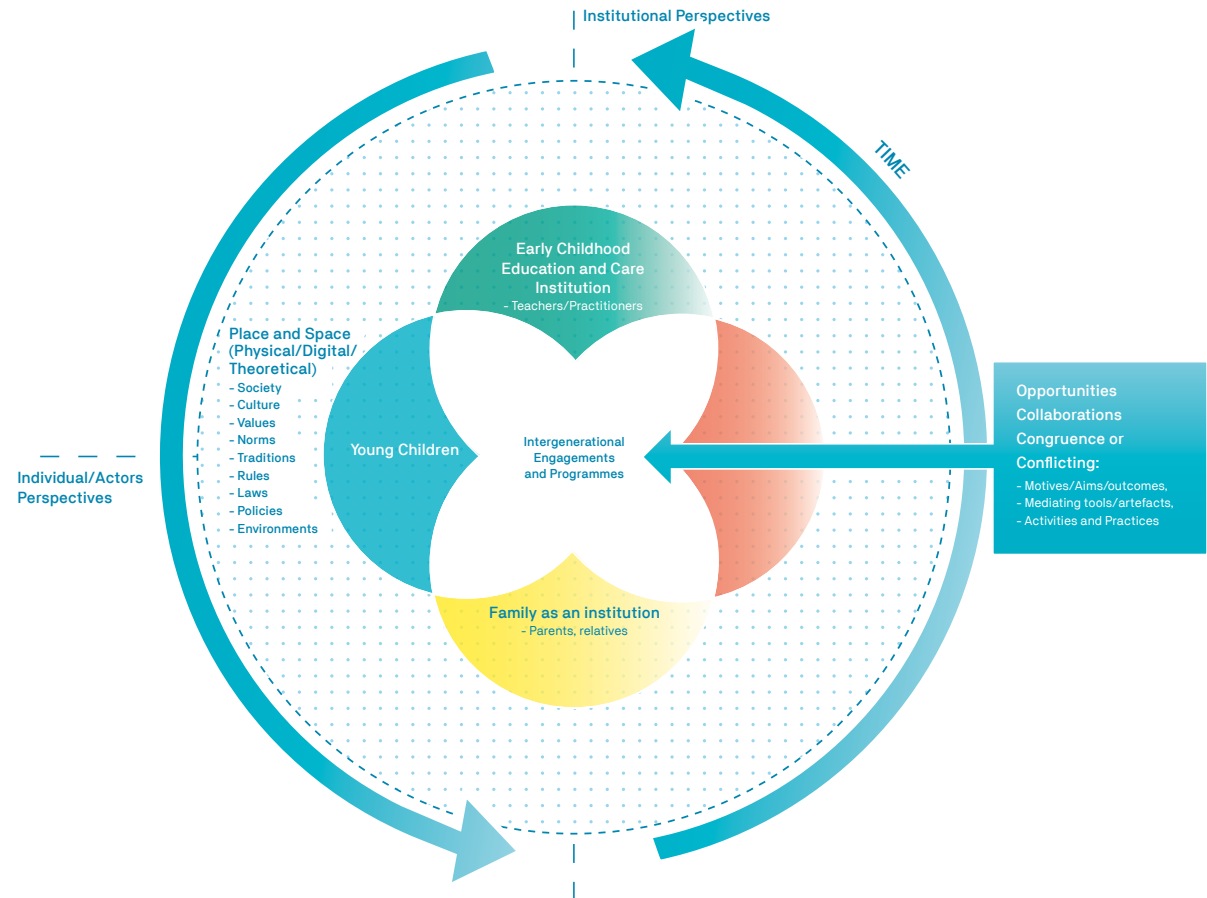 Institutional Perspectives
TIME
Early Childhood
Education and Care
Institution
- Teachers/Practitioners
Place and Space
(Physical/Digital/
Theoretical)
- Society
- Culture
- Values
- Norms
- Traditions
- Rules
- Laws
- Policies
- Environments
Young Children
Intergenerational
Engagements
and Programmes
Opportunities
Collaborations
Congruence or
Conflicting:
- Motives/Aims/outcomes,
- Mediating tools/artefacts,
- Activities and Practices
Individual/Actors
Perspectives
Family as an institution
- Parents, relatives